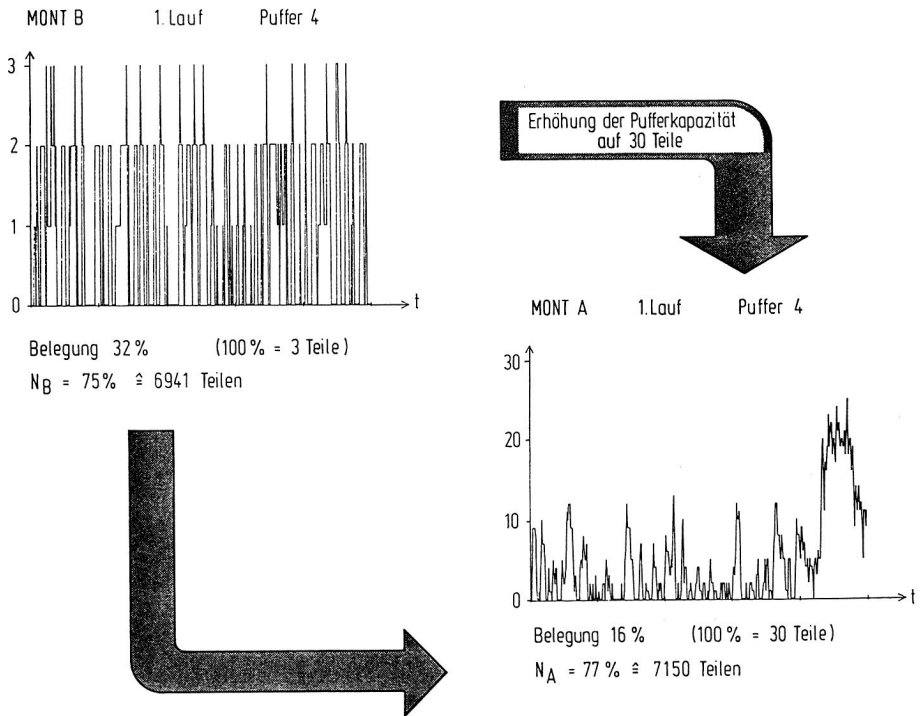 MONT B 1. Lauf Puffer 4
3
2
1
0
t
Belegung 32 % (100 % = 3 Teile)
N_B = 75% ≙ 6941 Teilen
Erhöhung der Pufferkapazität
auf 30 Teile
MONT A 1. Lauf Puffer 4
30
20
10
0
t
Belegung 16 % (100 % = 30 Teile)
N_A = 77 % ≙ 7150 Teilen